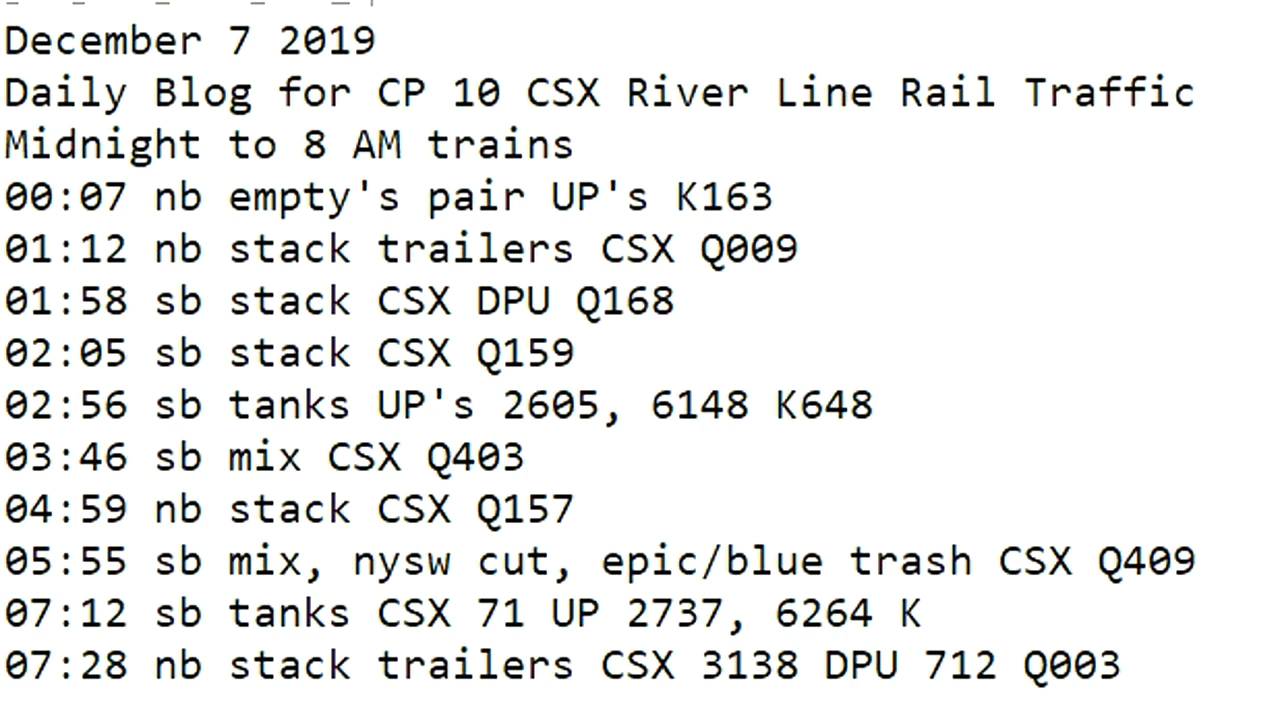 December 7 2019
Daily Blog for CP 10 CSX River Line Rail Traffic
Midnight to 8 AM trains
00:07 nb empty's pair UP's K163
01:12 nb stack trailers CSX Q009
01:58 sb stack CSX DPU Q168
02:05 sb stack CSX Q159
02:56 sb tanks UP's 2605, 6148 K648
03:46 sb mix CSX Q403
04:59 nb stack CSX Q157
05:55 sb mix, nysw cut, epic/blue trash CSX Q409
07:12 sb tanks CSX 71 UP 2737, 6264 K
07:28 nb stack trailers CSX 3138 DPU 712 Q003